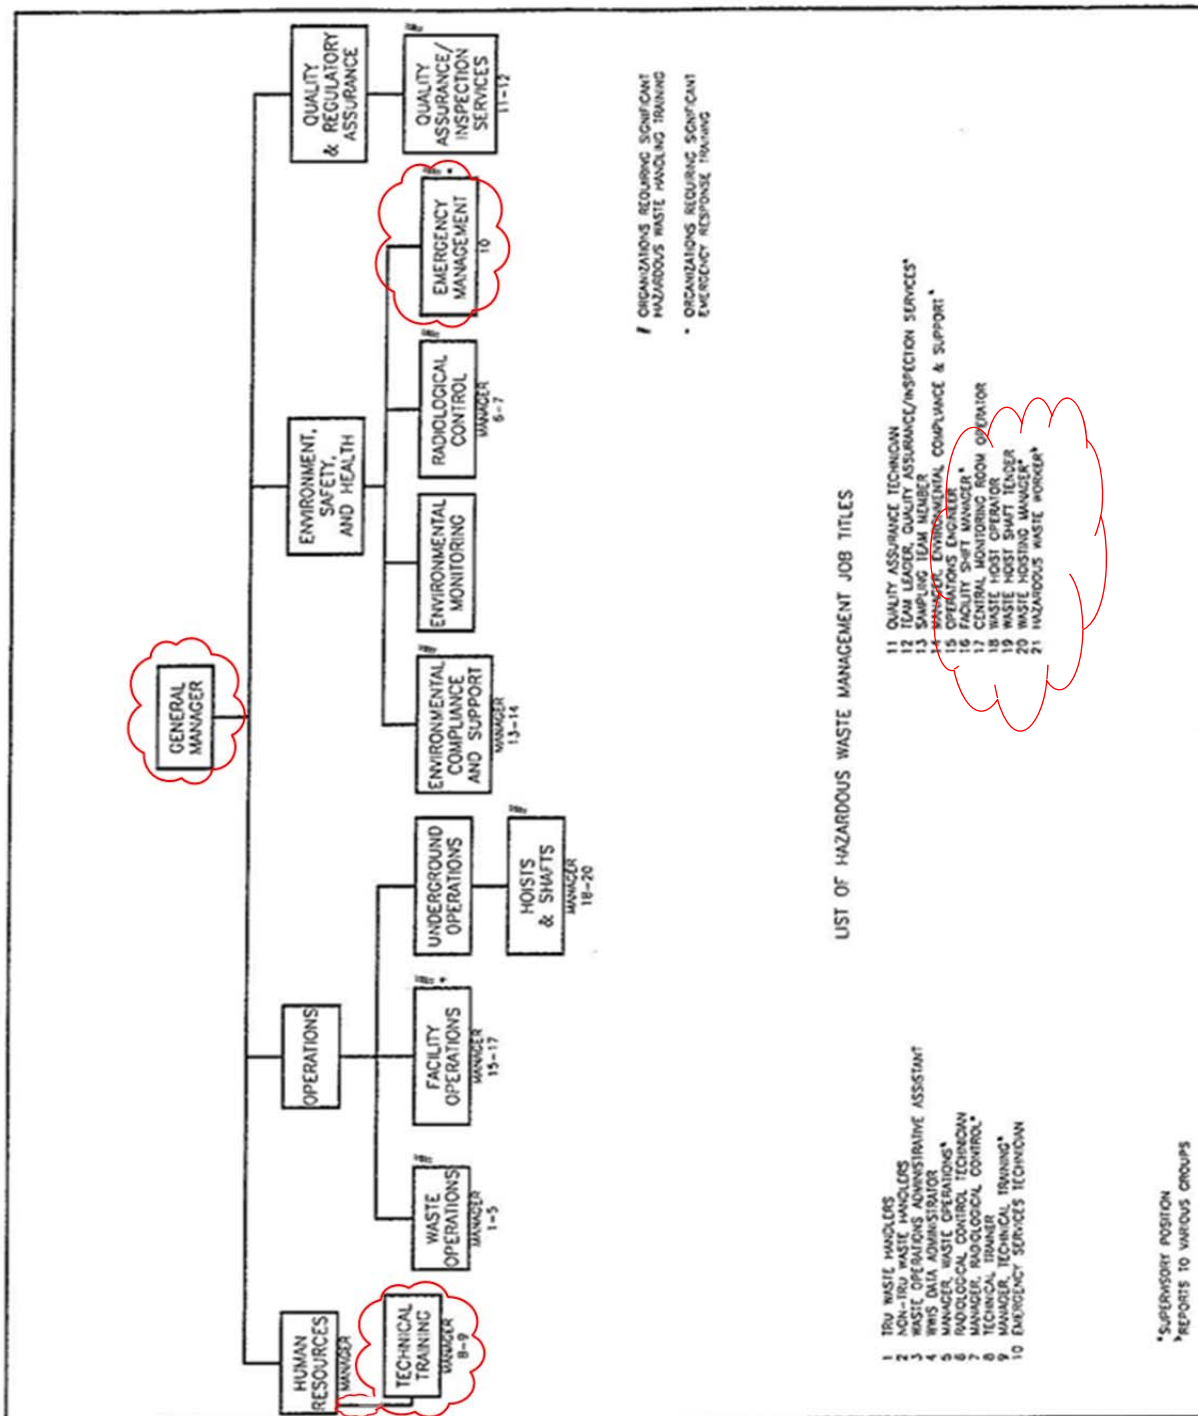 GENERAL
MANAGER
HUMAN
RESOURCES
MANAGER
TECHNICAL
TRAINING
MANAGER
8-9
OPERATIONS
WASTE
OPERATIONS
MANAGER
1-5
FACILITY
OPERATIONS
MANAGER
15-17
UNDERGROUND
OPERATIONS
HOISTS
& SHAFTS
MANAGER
18-20
ENVIRONMENT,
SAFETY,
AND HEALTH
ENVIRONMENTAL
COMPLIANCE
AND SUPPORT
MANAGER
13-14
ENVIRONMENTAL
MONITORING
RADIOLOGICAL
CONTROL
MANAGER
6-7
EMERGENCY
MANAGEMENT
10
QUALITY
& REGULATORY
ASSURANCE
QUALITY
ASSURANCE/
INSPECTION
SERVICES
11-12
ORGANIZATIONS REQUIRING SIGNIFICANT
HAZARDOUS WASTE HANDLING TRAINING
* ORGANIZATIONS REQUIRING SIGNIFICANT
EMERGENCY RESPONSE TRAINING
LIST OF HAZARDOUS WASTE MANAGEMENT JOB TITLES
1 TRU WASTE HANDLERS
2 NON-TRU WASTE HANDLERS
3 WASTE OPERATIONS ADMINISTRATIVE ASSISTANT
4 WWIS DATA ADMINISTRATOR
5 MANAGER, WASTE OPERATIONS
6 RADIOLOGICAL CONTROL TECHNICIAN
7 MANAGER, RADIOLOGICAL CONTROL
8 TECHNICAL TRAINER
9 MANAGER, TECHNICAL TRAINING
10 EMERGENCY SERVICES TECHNICIAN
11 QUALITY ASSURANCE TECHNICIAN
12 TEAM LEADER, QUALITY ASSURANCE/INSPECTION SERVICES
13 SAMPLING TEAM MEMBER
14 MANAGER, ENVIRONMENTAL COMPLIANCE & SUPPORT
15 OPERATIONS ENGINEER
16 FACILITY SHIFT MANAGER
17 CENTRAL MONITORING ROOM OPERATOR
18 WASTE HOIST OPERATOR
19 WASTE HOIST SHAFT TENDER
20 WASTE HOISTING MANAGER
21 HAZARDOUS WASTE WORKER
SUPERVISORY POSITION
REPORTS TO VARIOUS GROUPS